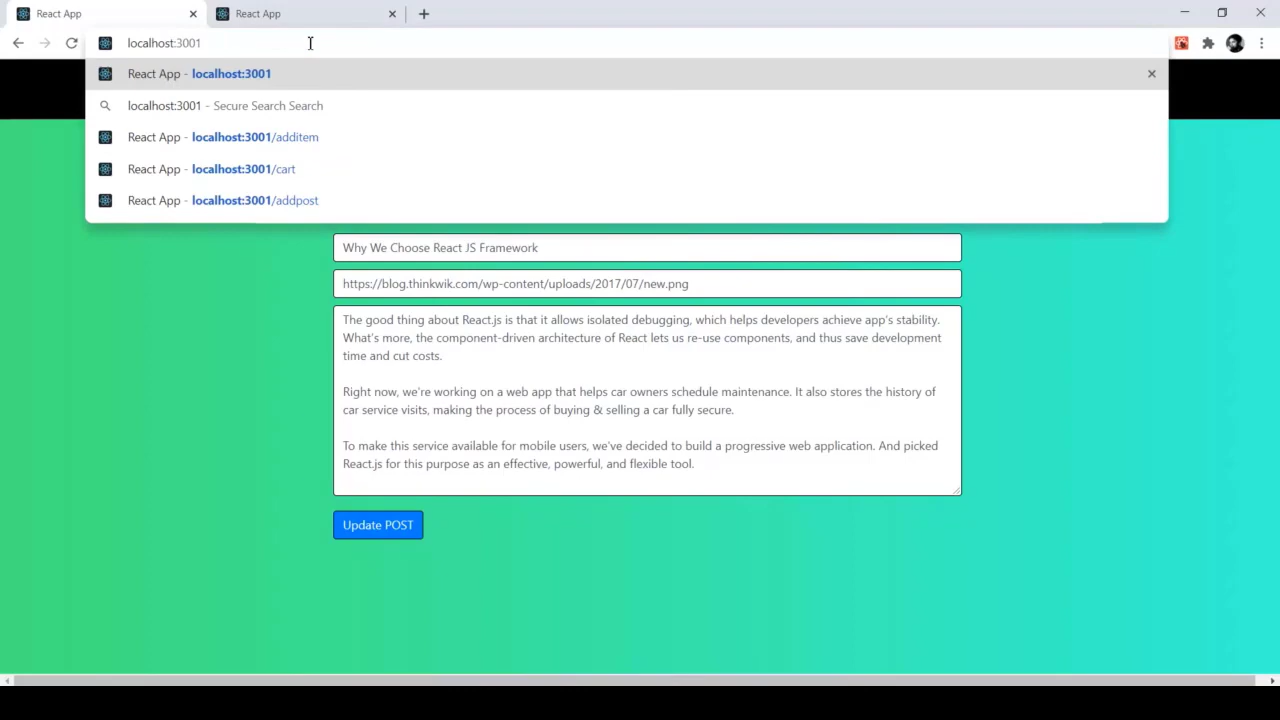 React App
React App
localhost:3001
React App - localhost:3001
localhost:3001 - Secure Search Search
React App - localhost:3001/additem
React App - localhost:3001/cart
React App - localhost:3001/addpost
Why We Choose React JS Framework
https://blog.thinkwik.com/wp-content/uploads/2017/07/new.png
The good thing about React.js is that it allows isolated debugging, which helps developers achieve app's stability.
What's more, the component-driven architecture of React lets us re-use components, and thus save development
time and cut costs.
Right now, we're working on a web app that helps car owners schedule maintenance. It also stores the history of
car service visits, making the process of buying & selling a car fully secure.
To make this service available for mobile users, we've decided to build a progressive web application. And picked
React.js for this purpose as an effective, powerful, and flexible tool.
Update POST